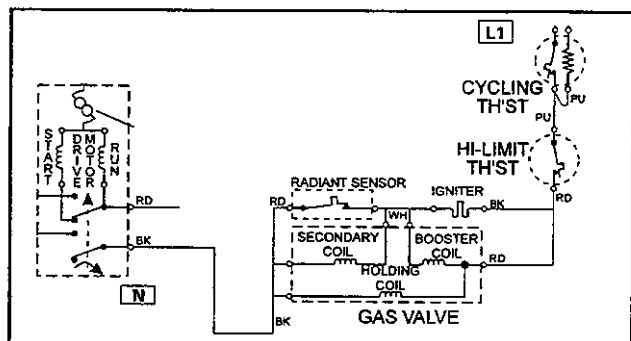 L1
CYCLING
TH'ST
PU
PU
HI-LIMIT
TH'ST
RD
START
DRIVE
MOTOR
RUN
RD
BK
N
RADIANT SENSOR
RD
WH
IGNITER
BK
SECONDARY
COIL
BOOSTER
COIL
HOLDING
COIL
RD
GAS VALVE
BK